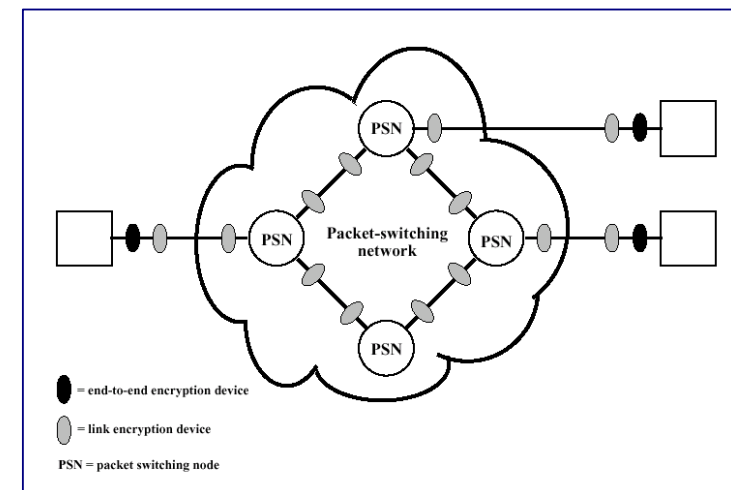 PSN
PSN
Packet-switching
network
PSN
PSN
= end-to-end encryption device
= link encryption device
PSN = packet switching node